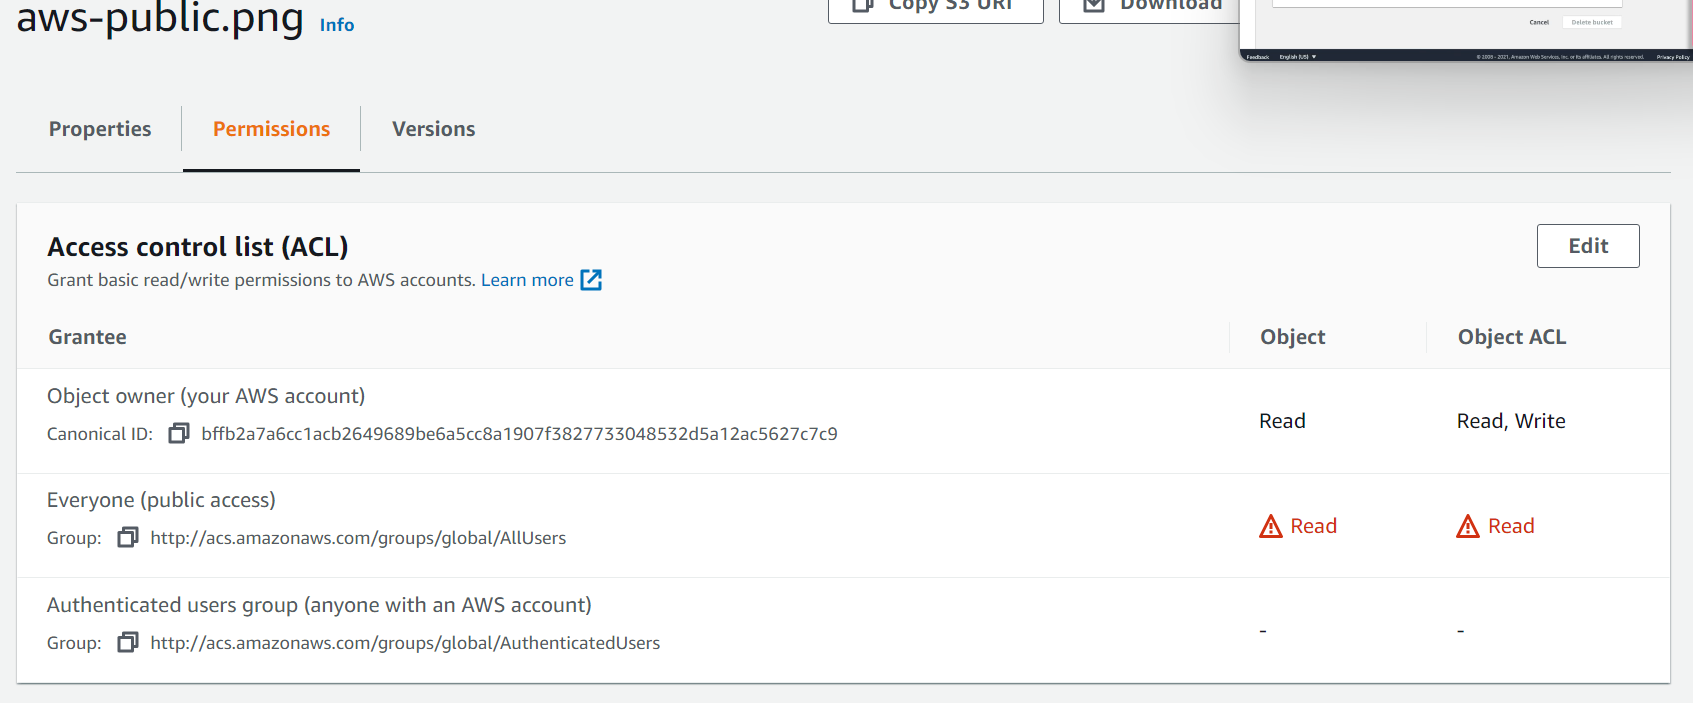 aws-public.png Info
Copy S3 URI Download
Cancel Delete bucket
Feedback English (US) © 2008 - 2021, Amazon Web Services, Inc. or its affiliates. All rights reserved. Privacy Policy
Properties Permissions Versions
Access control list (ACL) Edit
Grant basic read/write permissions to AWS accounts. Learn more
Grantee Object Object ACL
Object owner (your AWS account)
Canonical ID: bffb2a7a6cc1acb2649689be6a5cc8a1907f3827733048532d5a12ac5627c7c9 Read Read, Write
Everyone (public access)
Group: http://acs.amazonaws.com/groups/global/AllUsers Read Read
Authenticated users group (anyone with an AWS account)
Group: http://acs.amazonaws.com/groups/global/AuthenticatedUsers - -